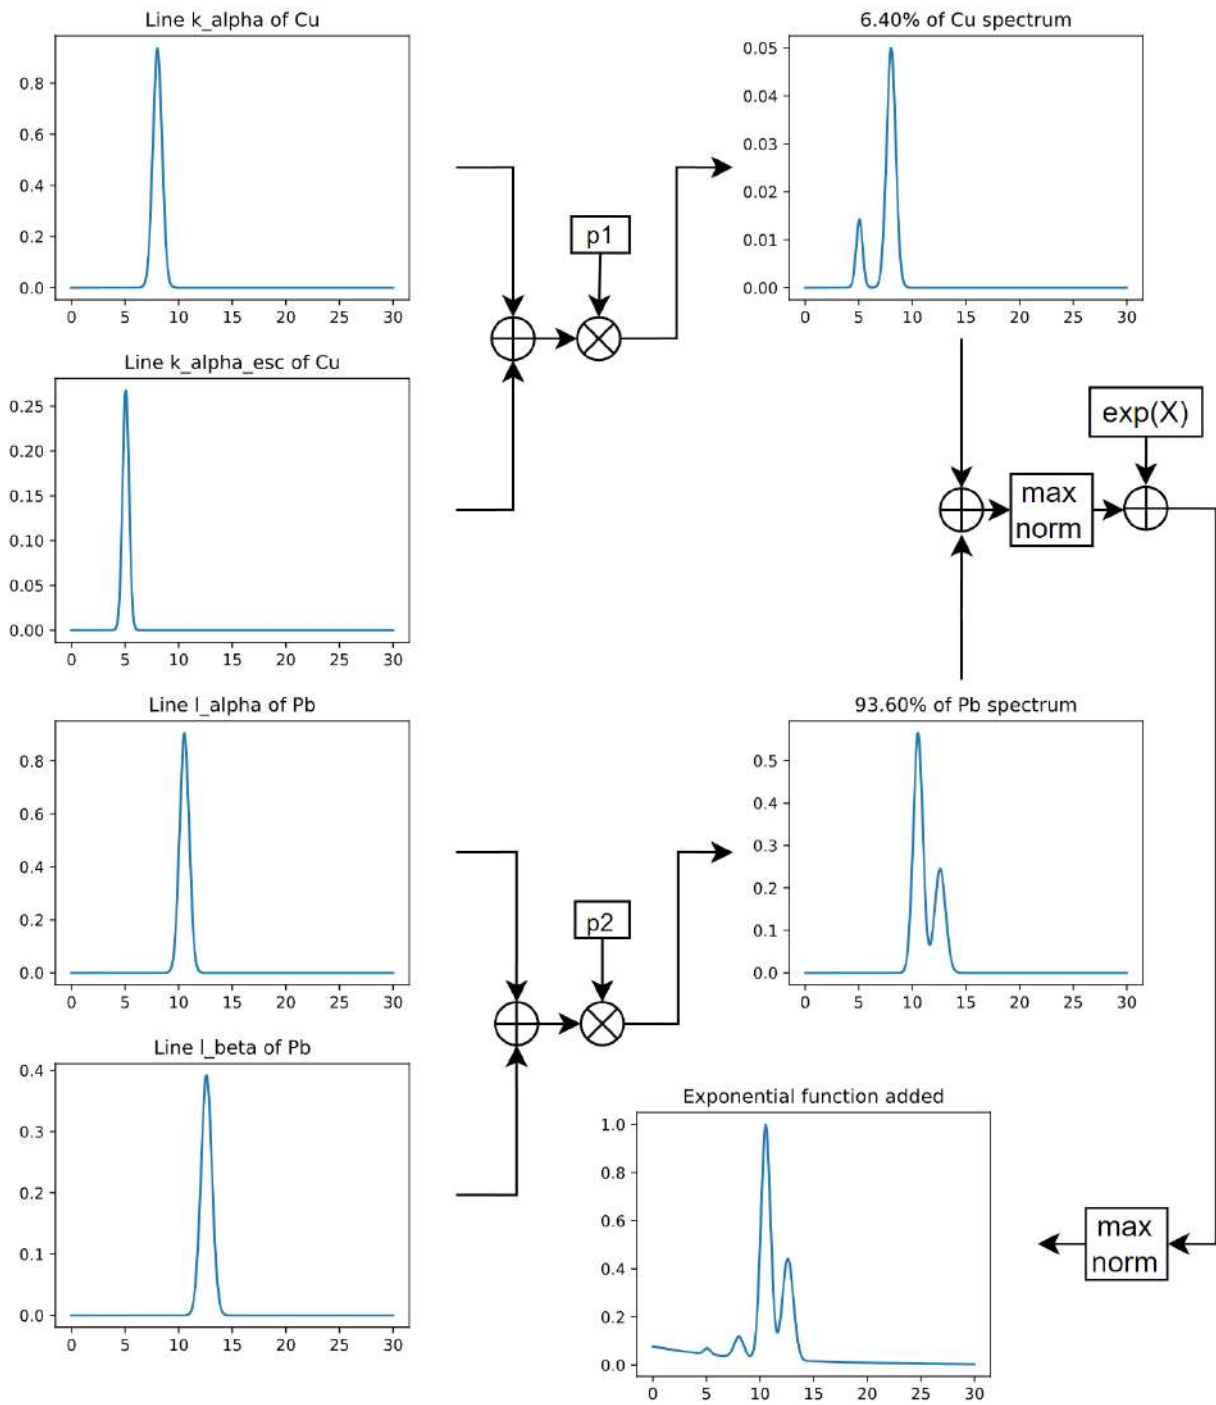 Line k_alpha of Cu
0.8
0.6
0.4
0.2
0.0
0 5 10 15 20 25 30
6.40% of Cu spectrum
0.05
0.04
0.03
0.02
0.01
0.00
0 5 10 15 20 25 30
p1
Line k_alpha_esc of Cu
0.25
0.20
0.15
0.10
0.05
0.00
0 5 10 15 20 25 30
exp(X)
max
norm
Line l_alpha of Pb
0.8
0.6
0.4
0.2
0.0
0 5 10 15 20 25 30
93.60% of Pb spectrum
0.5
0.4
0.3
0.2
0.1
0.0
0 5 10 15 20 25 30
p2
Line l_beta of Pb
0.4
0.3
0.2
0.1
0.0
0 5 10 15 20 25 30
Exponential function added
1.0
0.8
0.6
0.4
0.2
0.0
0 5 10 15 20 25 30
max
norm